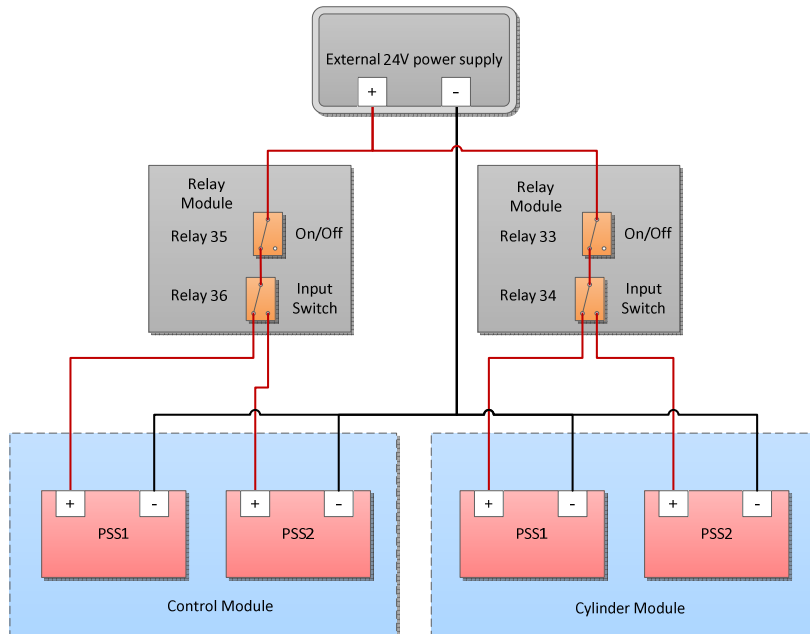 External 24V power supply
+ -
Relay
Module
Relay 35 On/Off
Relay 36 Input
Switch
Relay
Module
Relay 33 On/Off
Relay 34 Input
Switch
+ -
PSS1
+ -
PSS2
Control Module
+ -
PSS1
+ -
PSS2
Cylinder Module